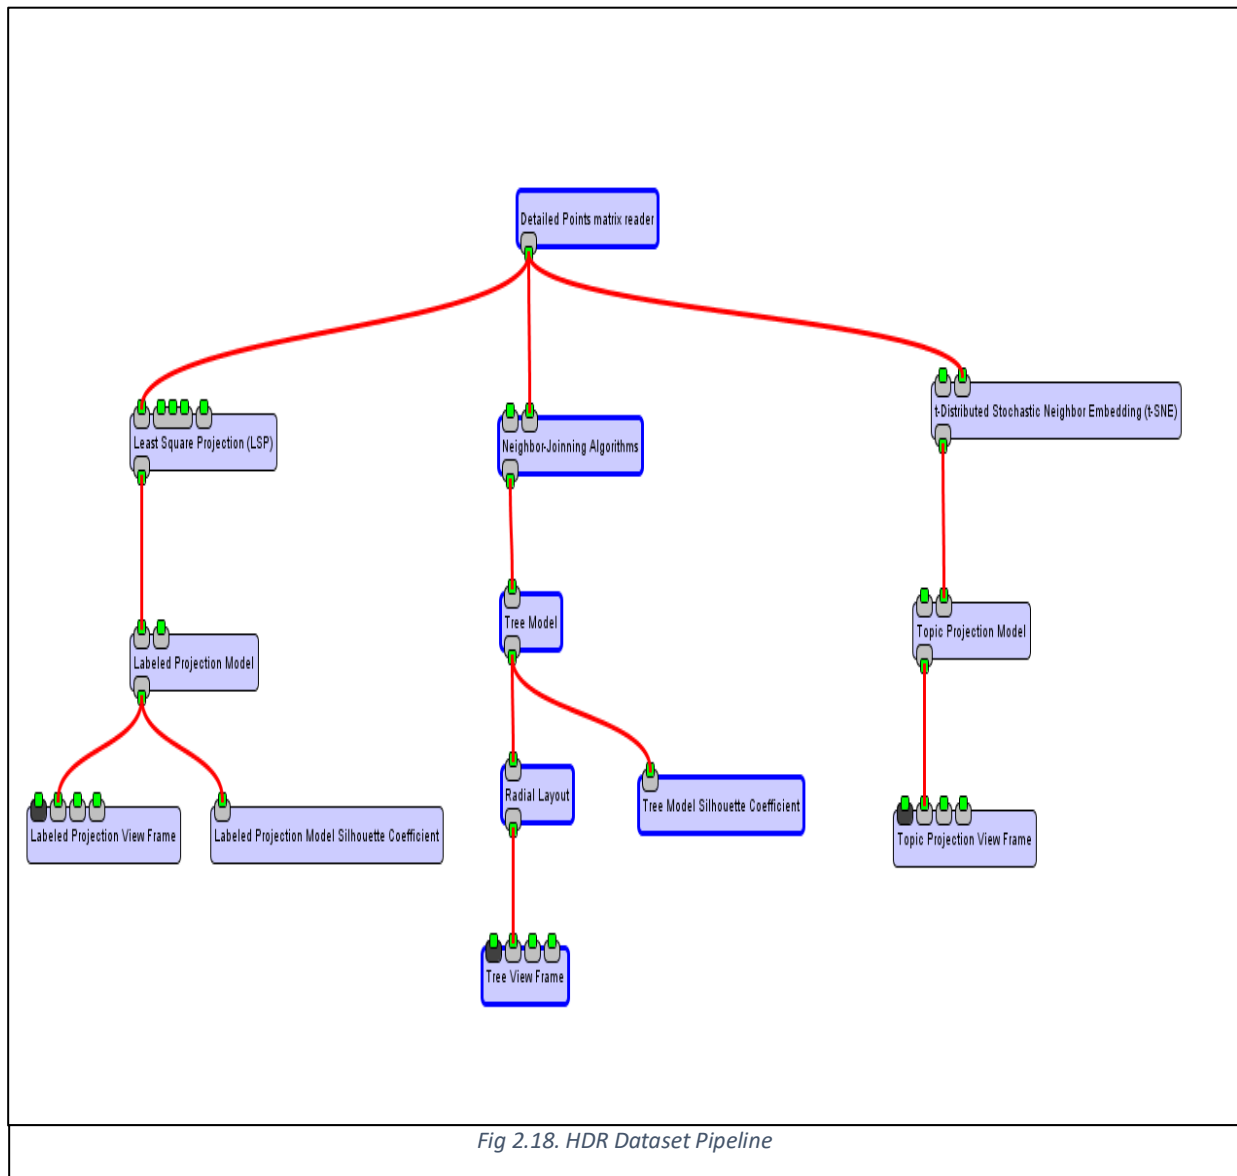 Detailed Points matrix reader
t-Distributed Stochastic Neighbor Embedding (t-SNE)
Least Square Projection (LSP)
Neighbor-Joinning Algorithms
Tree Model
Topic Projection Model
Labeled Projection Model
Radial Layout
Tree Model Silhouette Coefficient
Labeled Projection View Frame
Labeled Projection Model Silhouette Coefficient
Topic Projection View Frame
Tree View Frame
Fig 2.18. HDR Dataset Pipeline